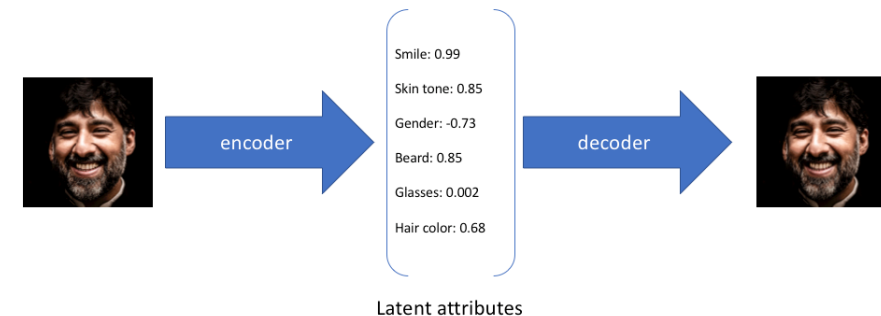 encoder
Smile: 0.99
Skin tone: 0.85
Gender: -0.73
Beard: 0.85
Glasses: 0.002
Hair color: 0.68
decoder
Latent attributes